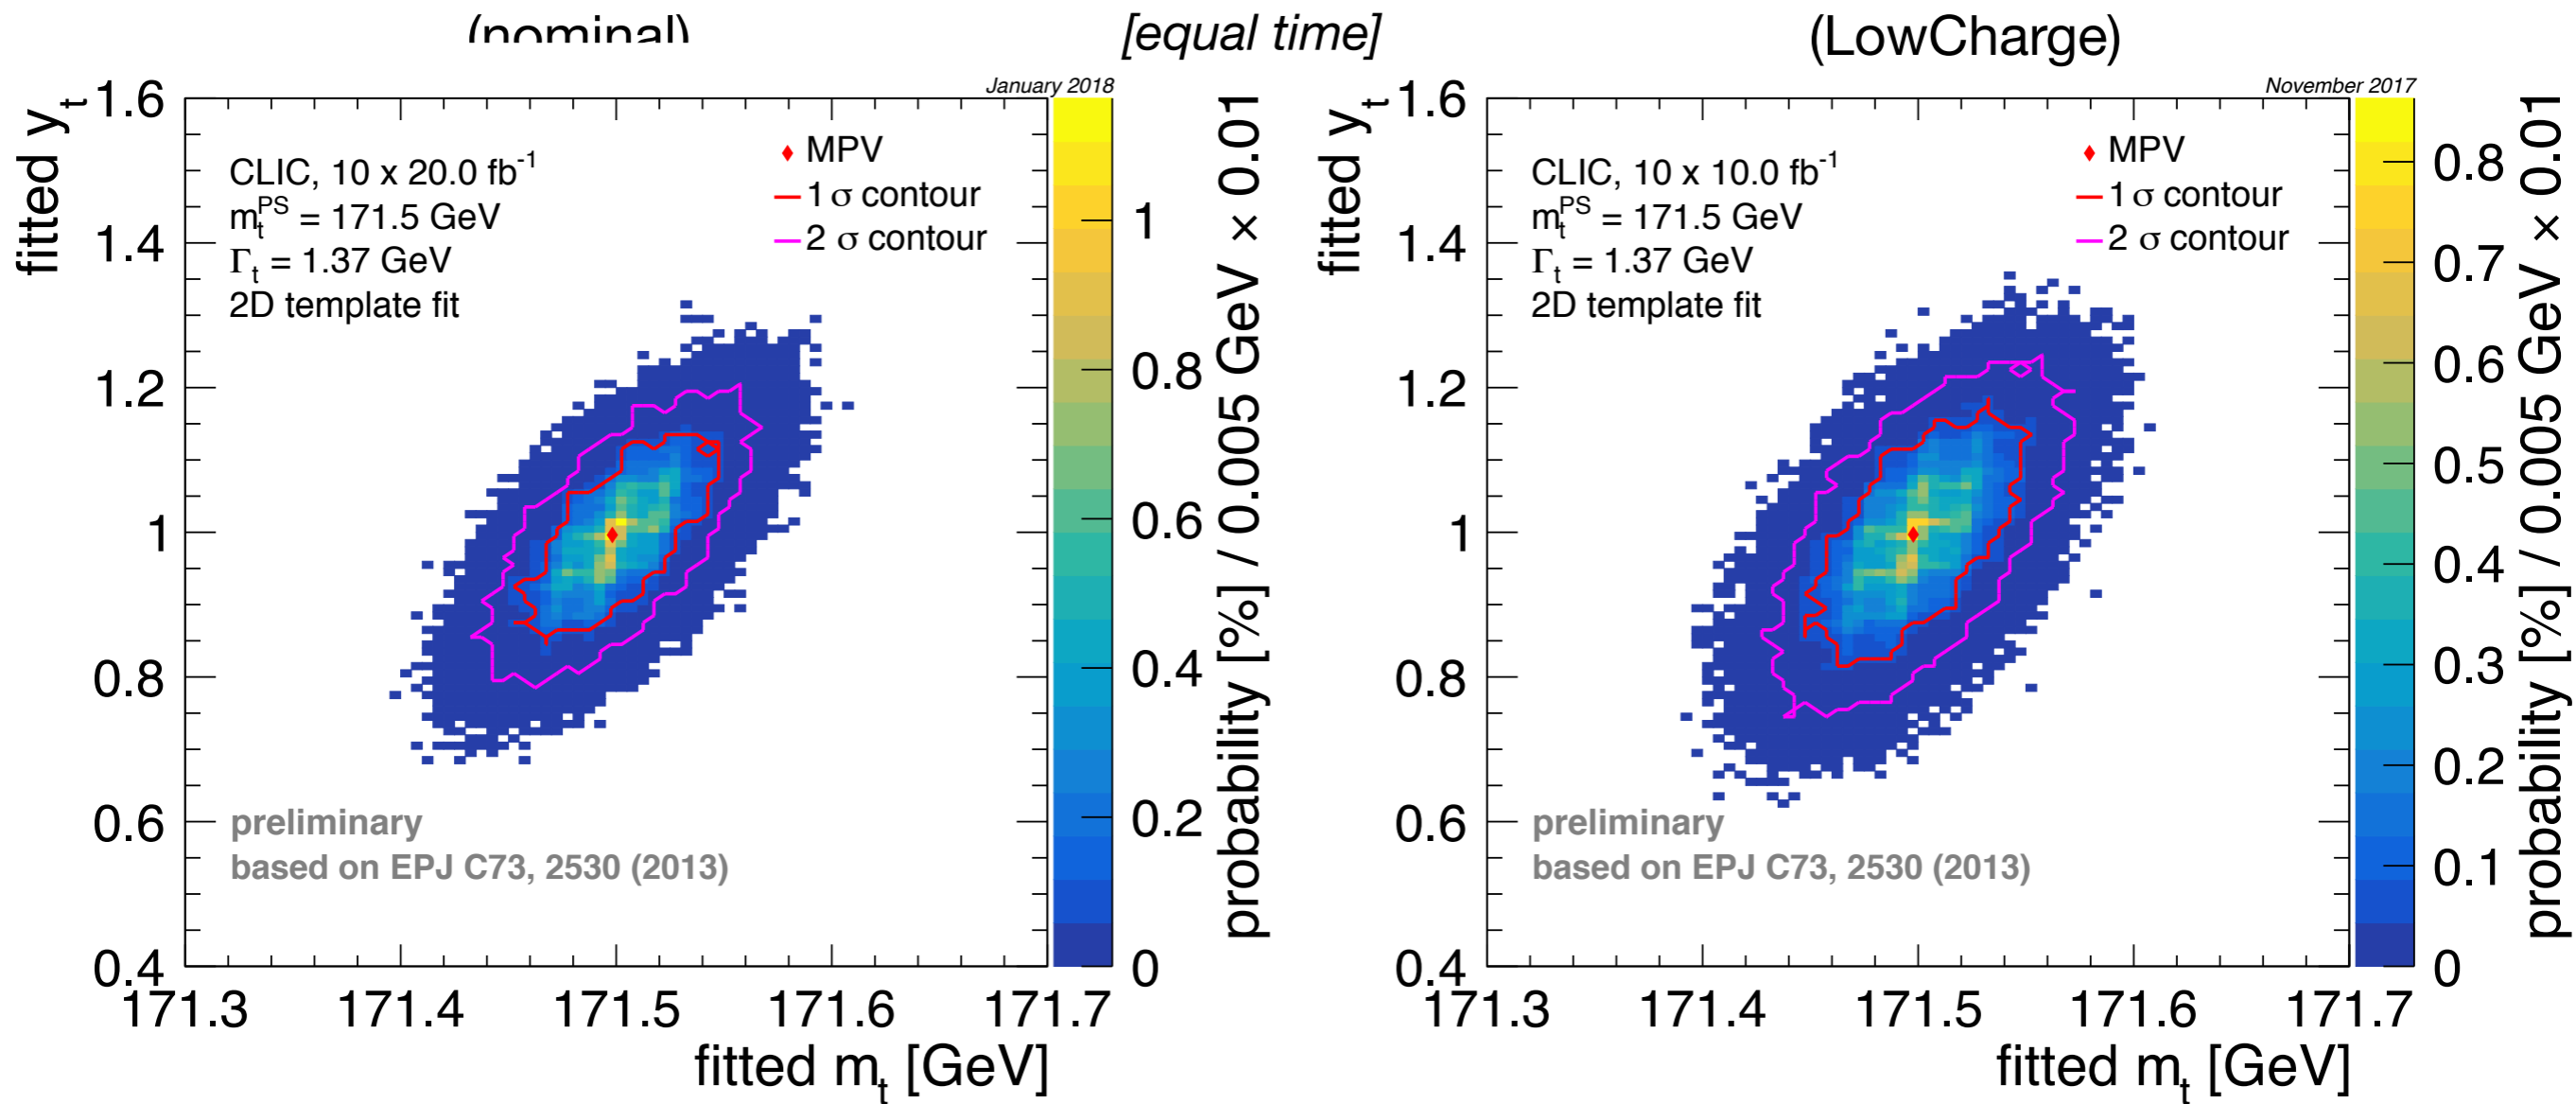 (nominal)
[equal time]
(LowCharge)
January 2018
fitted y_t
1.6
1.4
1.2
1
0.8
0.6
0.4
CLIC, 10 x 20.0 fb^-1
m_t^PS = 171.5 GeV
Γ_t = 1.37 GeV
2D template fit
MPV
1 σ contour
2 σ contour
preliminary
based on EPJ C73, 2530 (2013)
171.3 171.4 171.5 171.6 171.7
fitted m_t [GeV]
1
0.8
0.6
0.4
0.2
0
probability [%] / 0.005 GeV × 0.01
November 2017
fitted y_t
1.6
1.4
1.2
1
0.8
0.6
0.4
CLIC, 10 x 10.0 fb^-1
m_t^PS = 171.5 GeV
Γ_t = 1.37 GeV
2D template fit
MPV
1 σ contour
2 σ contour
preliminary
based on EPJ C73, 2530 (2013)
171.3 171.4 171.5 171.6 171.7
fitted m_t [GeV]
0.8
0.7
0.6
0.5
0.4
0.3
0.2
0.1
0
probability [%] / 0.005 GeV × 0.01